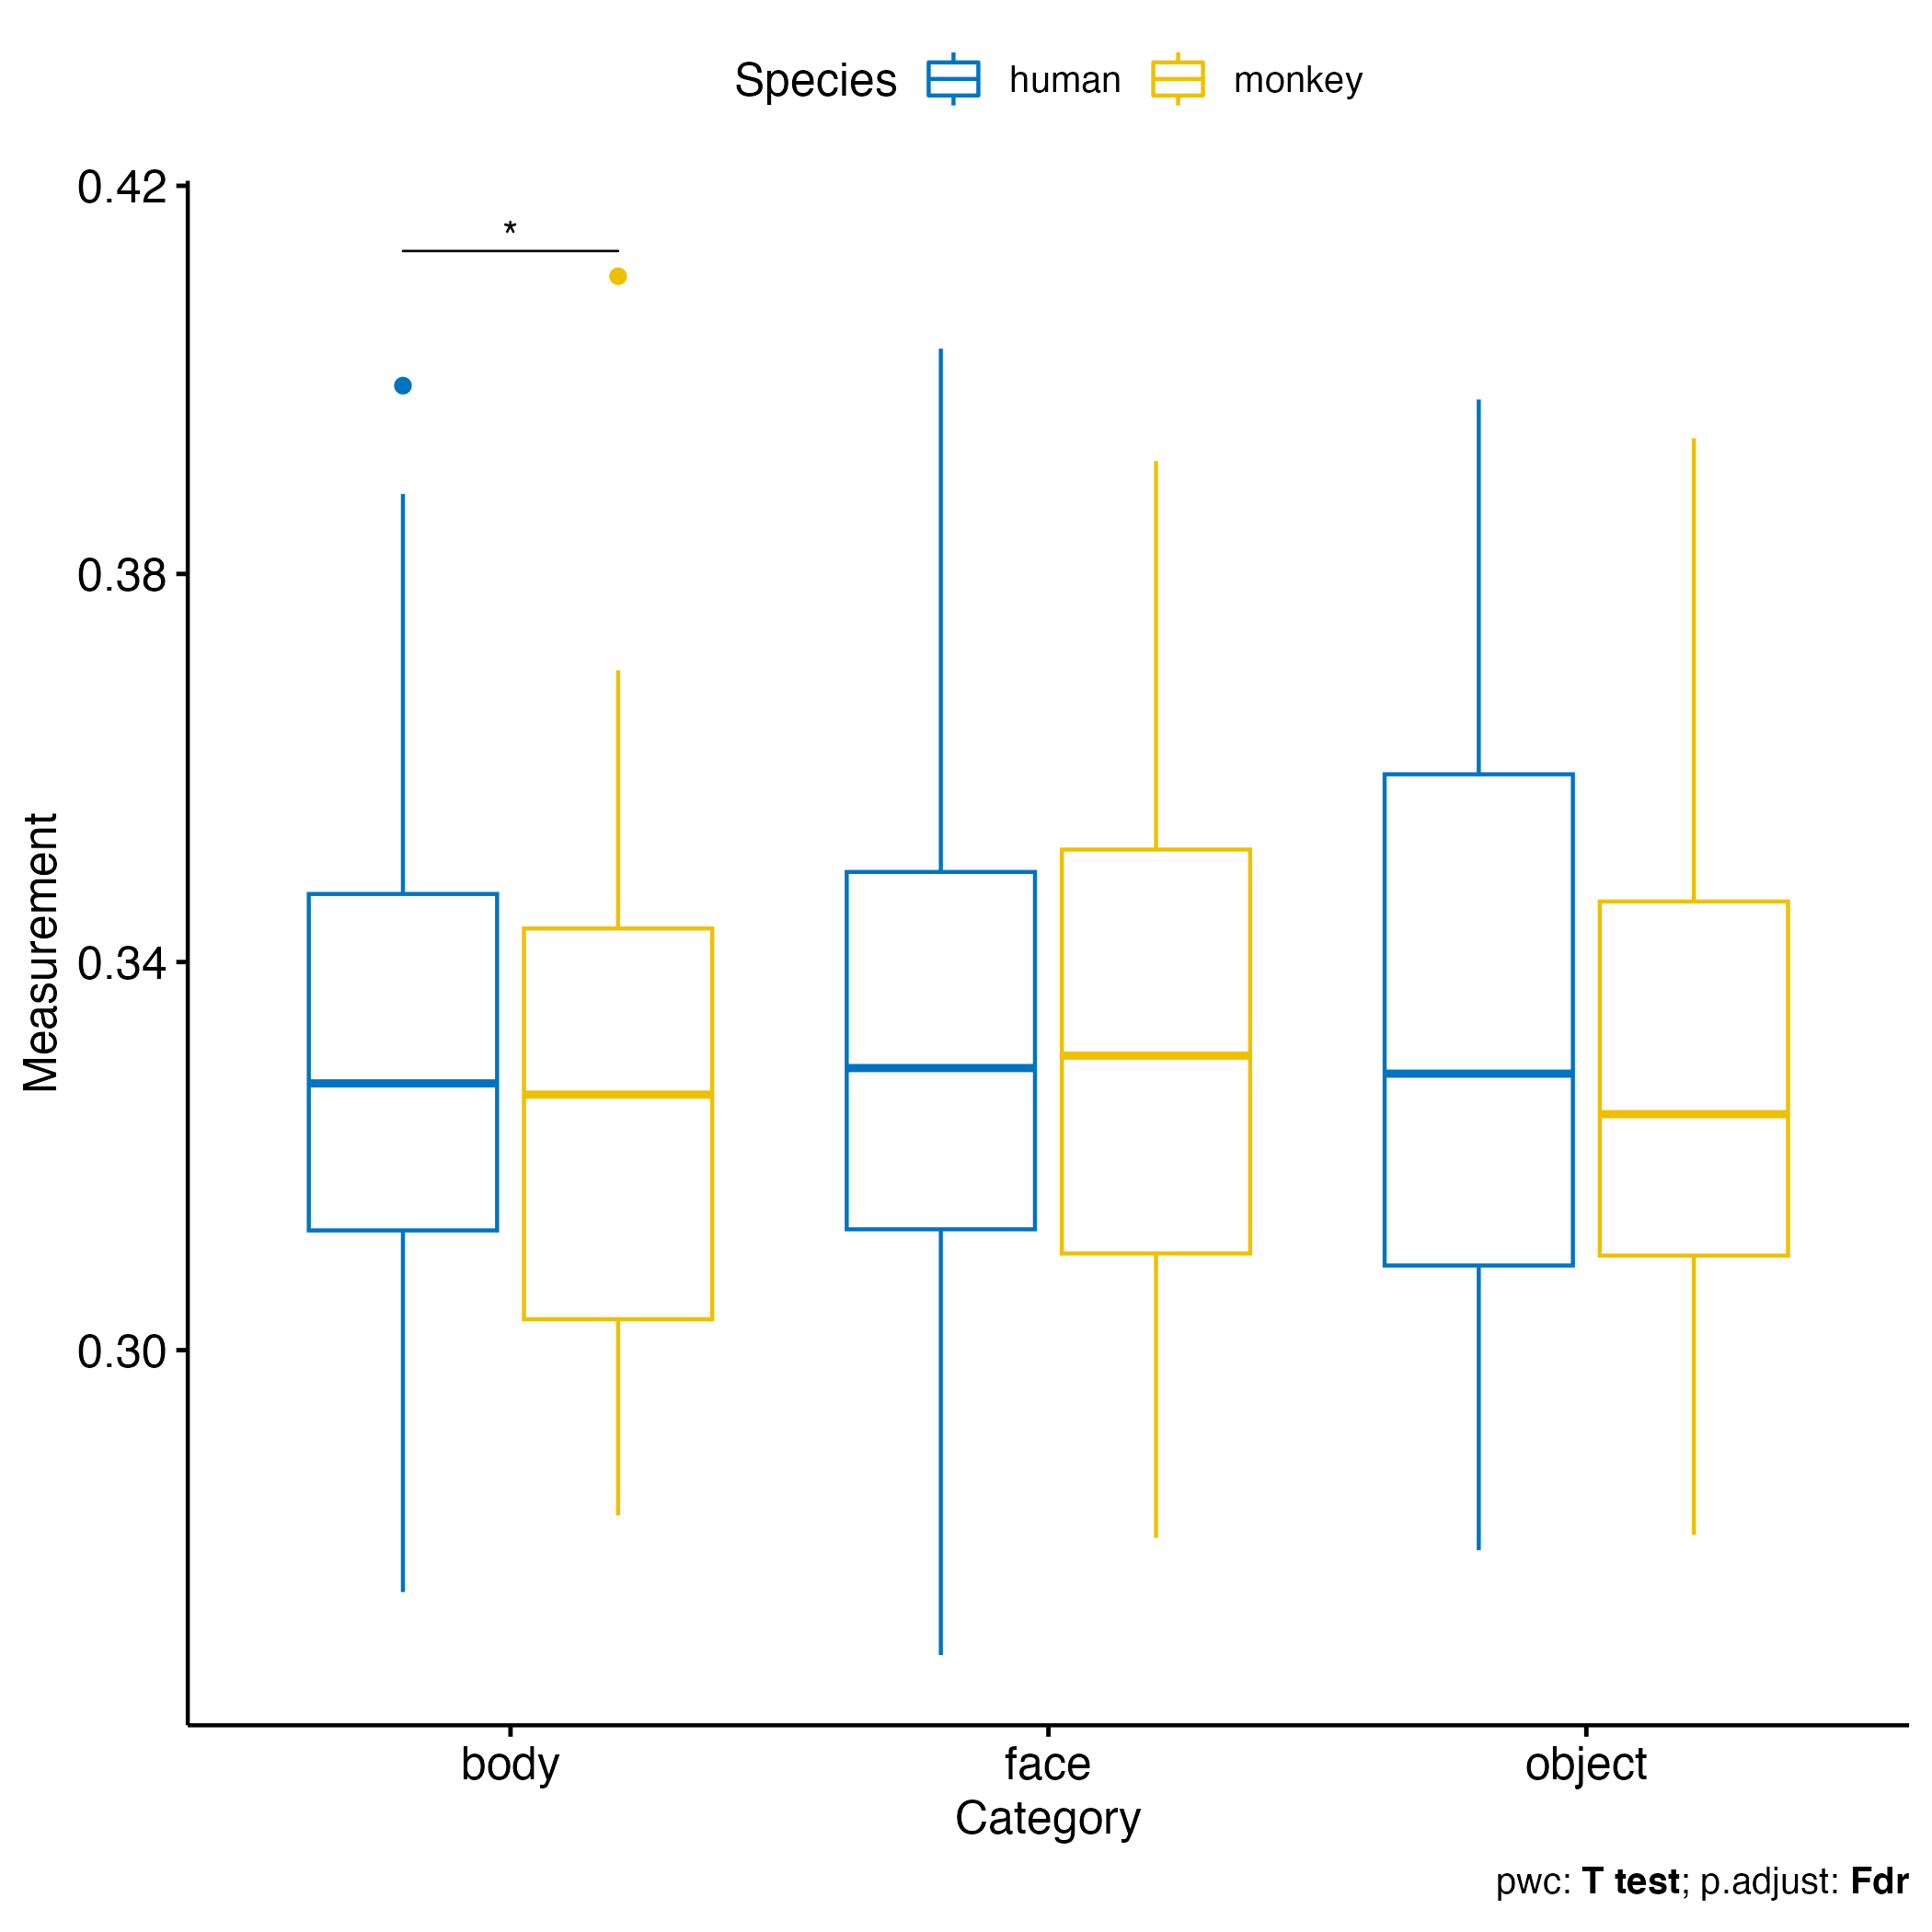 Species human monkey
0.42
*
0.38
0.34
0.30
Measurement
body face object
Category
pwc: T test; p.adjust: Fdr